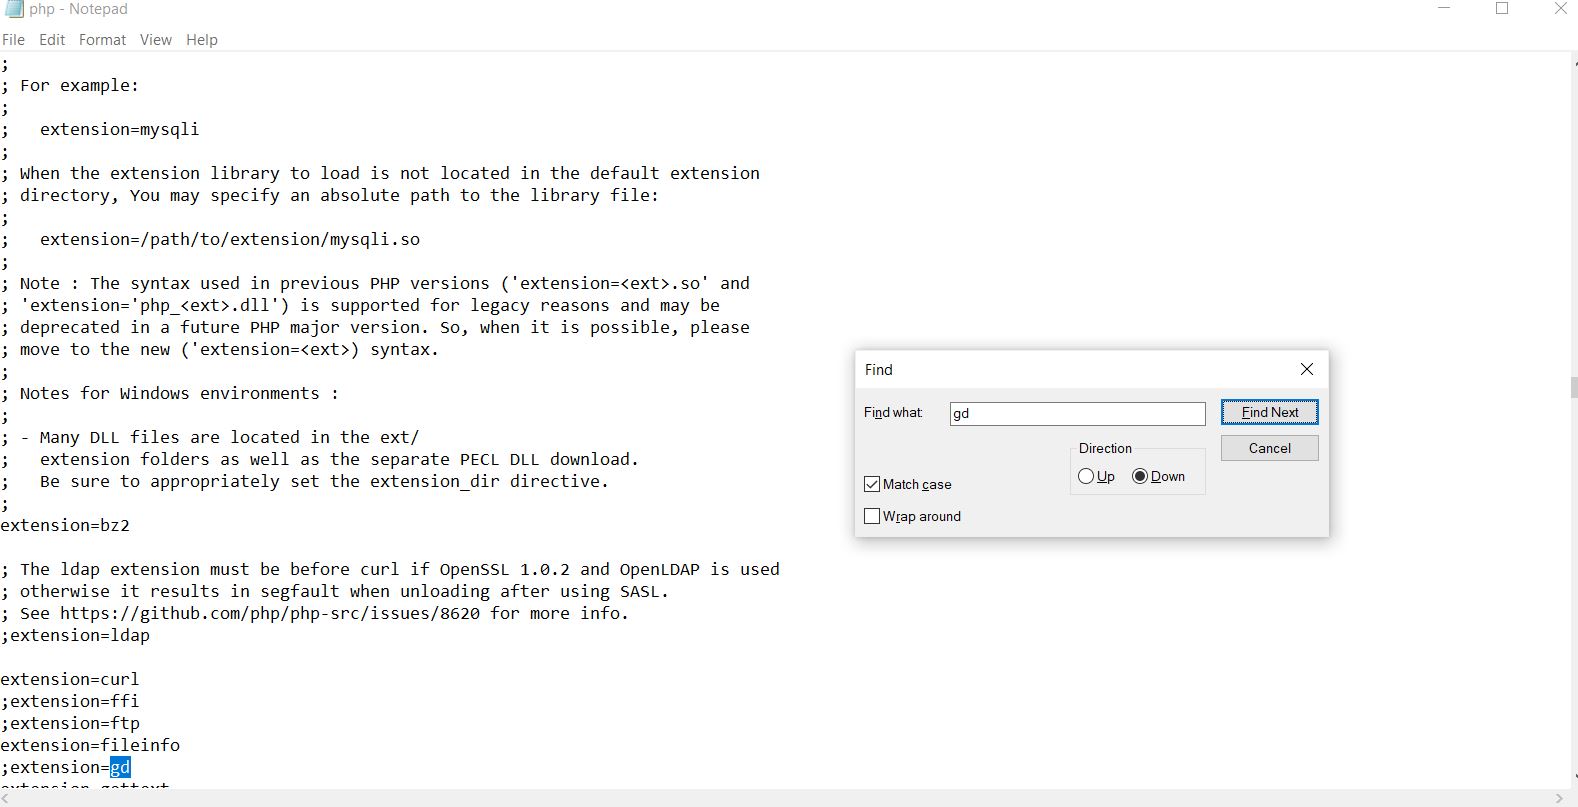 php - Notepad
File Edit Format View Help
;
; For example:
;
;   extension=mysqli
;
; When the extension library to load is not located in the default extension
; directory, You may specify an absolute path to the library file:
;
;   extension=/path/to/extension/mysqli.so
;
; Note : The syntax used in previous PHP versions ('extension=<ext>.so' and
; 'extension='php_<ext>.dll') is supported for legacy reasons and may be
; deprecated in a future PHP major version. So, when it is possible, please
; move to the new ('extension=<ext>) syntax.
;
; Notes for Windows environments :
;
; - Many DLL files are located in the ext/
;   extension folders as well as the separate PECL DLL download.
;   Be sure to appropriately set the extension_dir directive.
;
extension=bz2

; The ldap extension must be before curl if OpenSSL 1.0.2 and OpenLDAP is used
; otherwise it results in segfault when unloading after using SASL.
; See https://github.com/php/php-src/issues/8620 for more info.
;extension=ldap

extension=curl
;extension=ffi
;extension=ftp
extension=fileinfo
;extension=gd
extension=gettext
Find
Find what: gd Find Next
Direction Cancel
Up Down
Match case
Wrap around